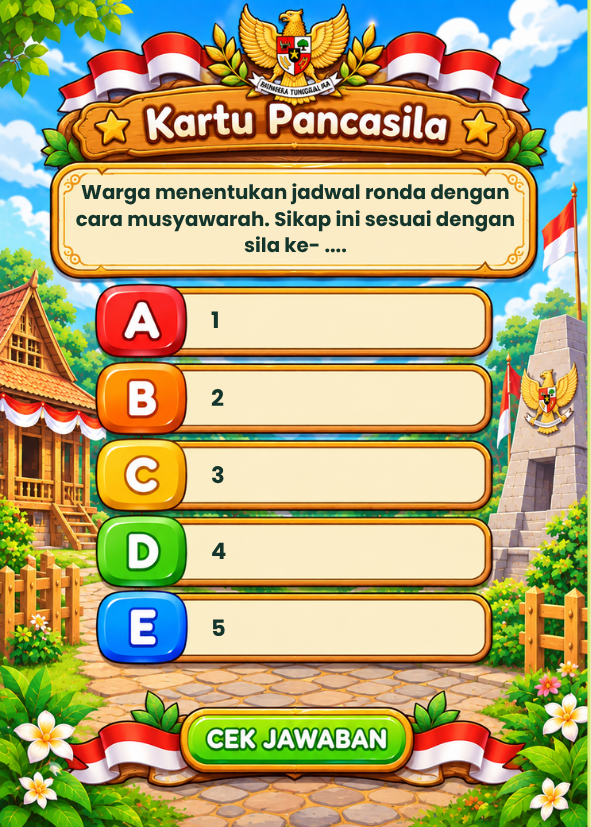 BHINNEKA TUNGGAL IKA
Kartu Pancasila
Warga menentukan jadwal ronda dengan
cara musyawarah. Sikap ini sesuai dengan
sila ke- ....
A 1
B 2
C 3
D 4
E 5
CEK JAWABAN